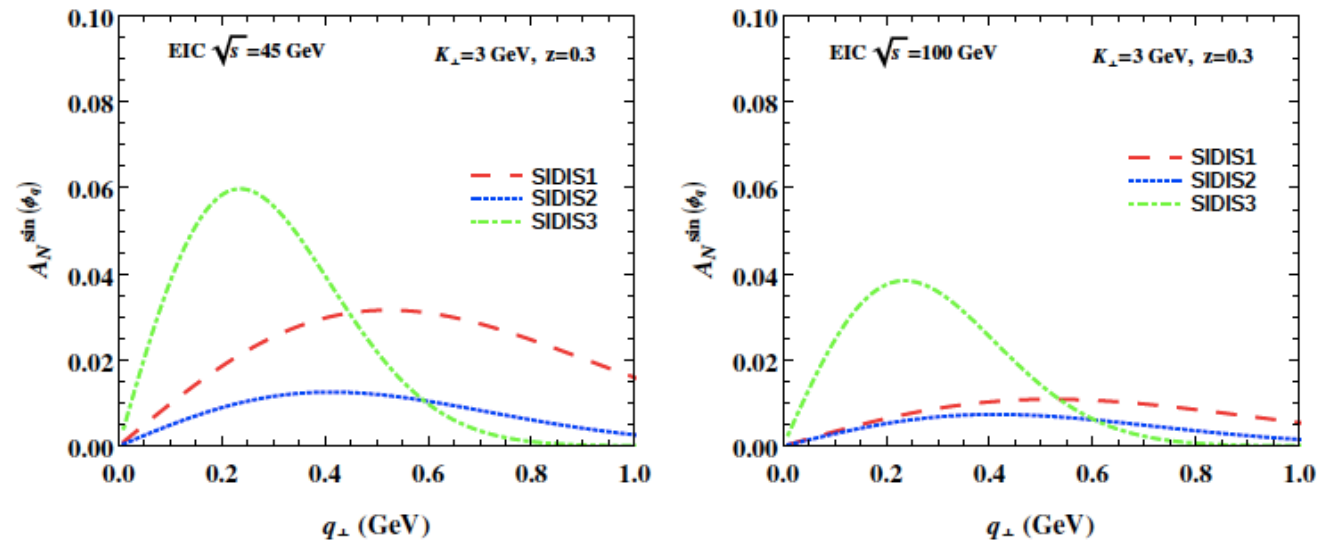 EIC √s =45 GeV
K⊥=3 GeV, z=0.3
SIDIS1
SIDIS2
SIDIS3
A_N^sin (ϕ_q)
0.10
0.08
0.06
0.04
0.02
0.00
0.0 0.2 0.4 0.6 0.8 1.0
q⊥ (GeV)
EIC √s =100 GeV
K⊥=3 GeV, z=0.3
SIDIS1
SIDIS2
SIDIS3
A_N^sin (ϕ_q)
0.10
0.08
0.06
0.04
0.02
0.00
0.0 0.2 0.4 0.6 0.8 1.0
q⊥ (GeV)